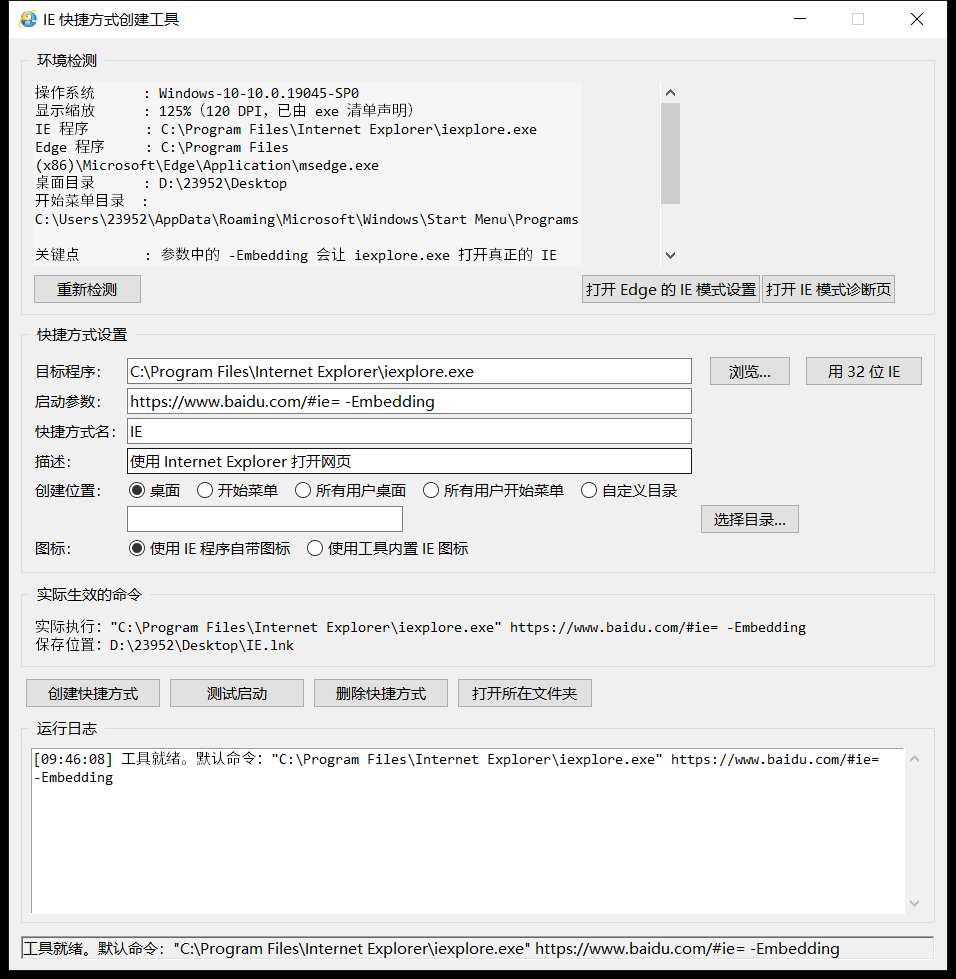 IE 快捷方式创建工具
环境检测
操作系统 : Windows-10-10.0.19045-SP0
显示缩放 : 125% (120 DPI, 已由 exe 清单声明)
IE 程序 : C:\Program Files\Internet Explorer\iexplore.exe
Edge 程序 : C:\Program Files
(x86)\Microsoft\Edge\Application\msedge.exe
桌面目录 : D:\23952\Desktop
开始菜单目录 :
C:\Users\23952\AppData\Roaming\Microsoft\Windows\Start Menu\Programs
关键点 : 参数中的 -Embedding 会让 iexplore.exe 打开真正的 IE
重新检测 打开 Edge 的 IE 模式设置 打开 IE 模式诊断页
快捷方式设置
目标程序: C:\Program Files\Internet Explorer\iexplore.exe 浏览... 用 32 位 IE
启动参数: https://www.baidu.com/#ie= -Embedding
快捷方式名: IE
描述: 使用 Internet Explorer 打开网页
创建位置: 桌面 开始菜单 所有用户桌面 所有用户开始菜单 自定义目录
选择目录...
图标: 使用 IE 程序自带图标 使用工具内置 IE 图标
实际生效的命令
实际执行: "C:\Program Files\Internet Explorer\iexplore.exe" https://www.baidu.com/#ie= -Embedding
保存位置: D:\23952\Desktop\IE.lnk
创建快捷方式 测试启动 删除快捷方式 打开所在文件夹
运行日志
[09:46:08] 工具就绪。默认命令: "C:\Program Files\Internet Explorer\iexplore.exe" https://www.baidu.com/#ie=
-Embedding
工具就绪。默认命令: "C:\Program Files\Internet Explorer\iexplore.exe" https://www.baidu.com/#ie= -Embedding